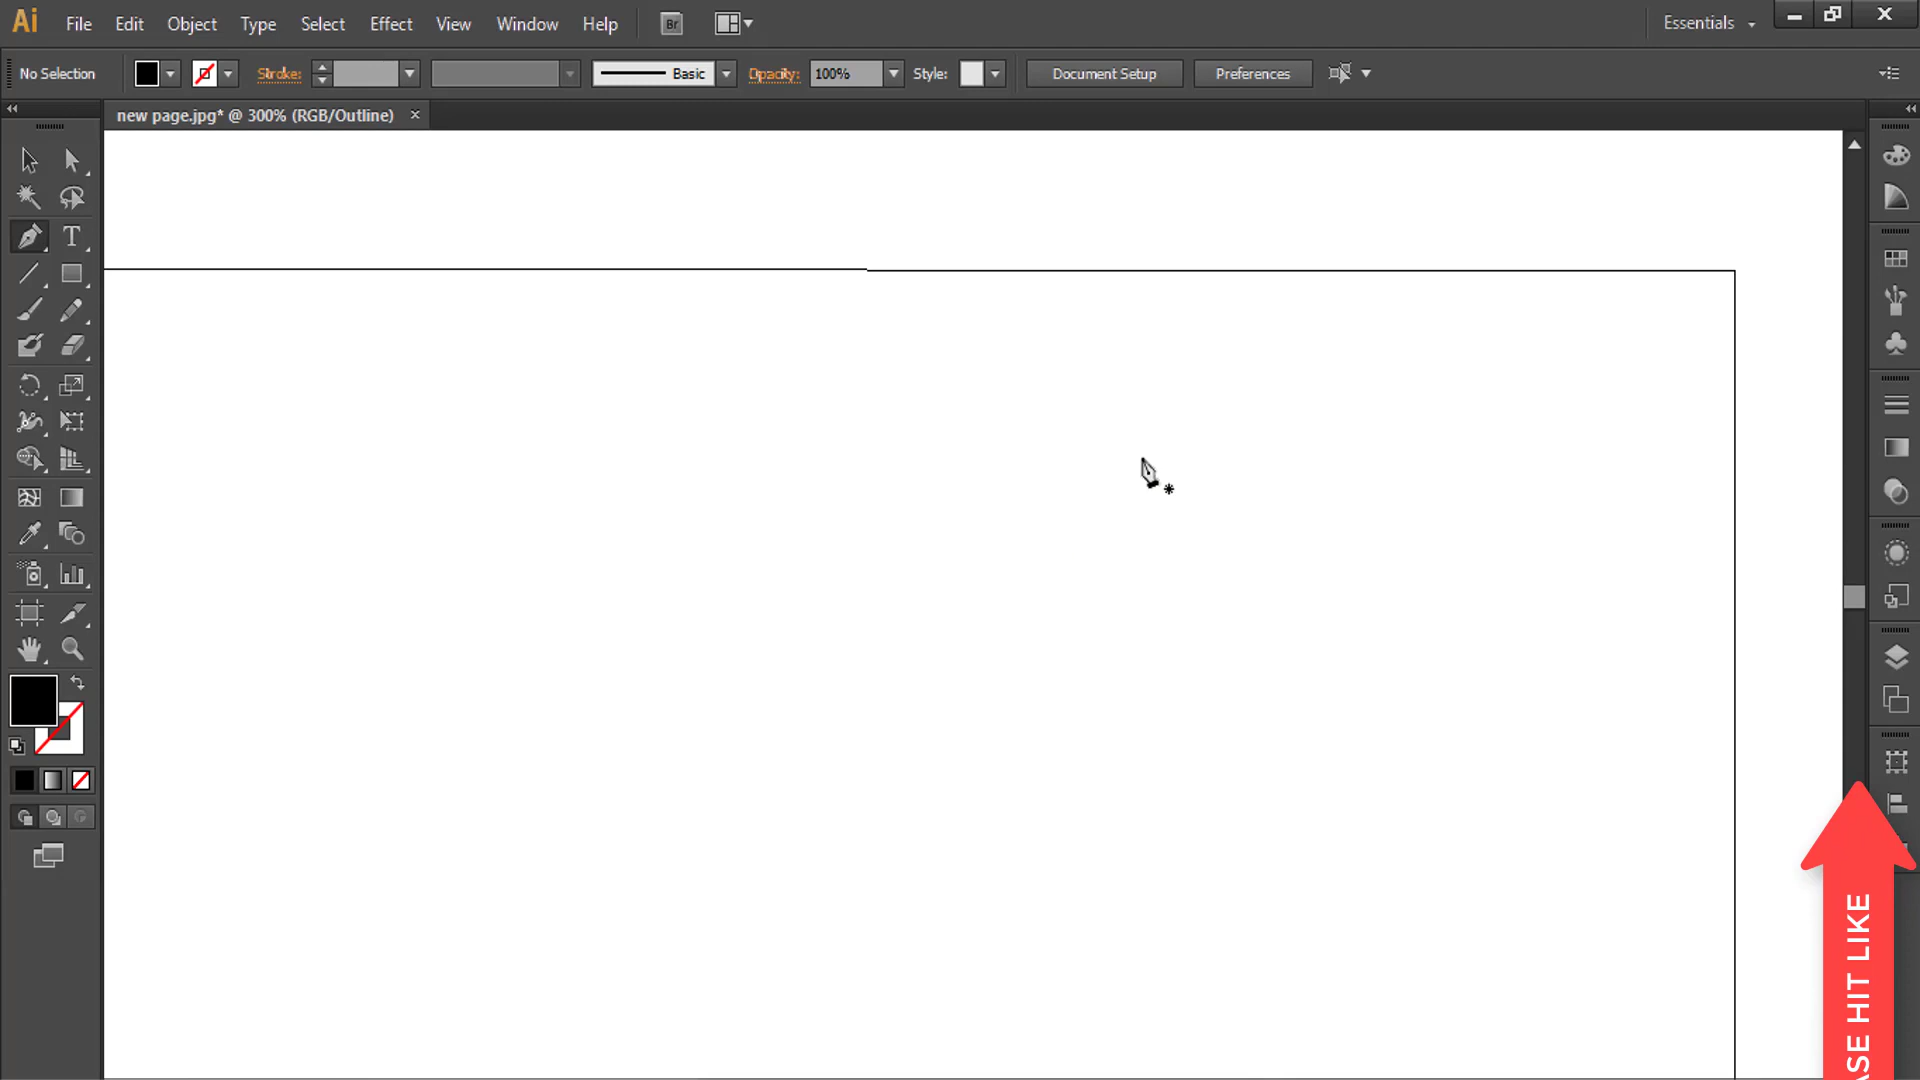 Ai File Edit Object Type Select Effect View Window Help Br Essentials
No Selection Stroke: Basic Opacity: 100% Style: Document Setup Preferences
new page.jpg* @ 300% (RGB/Outline) ×
T
ASE HIT LIKE